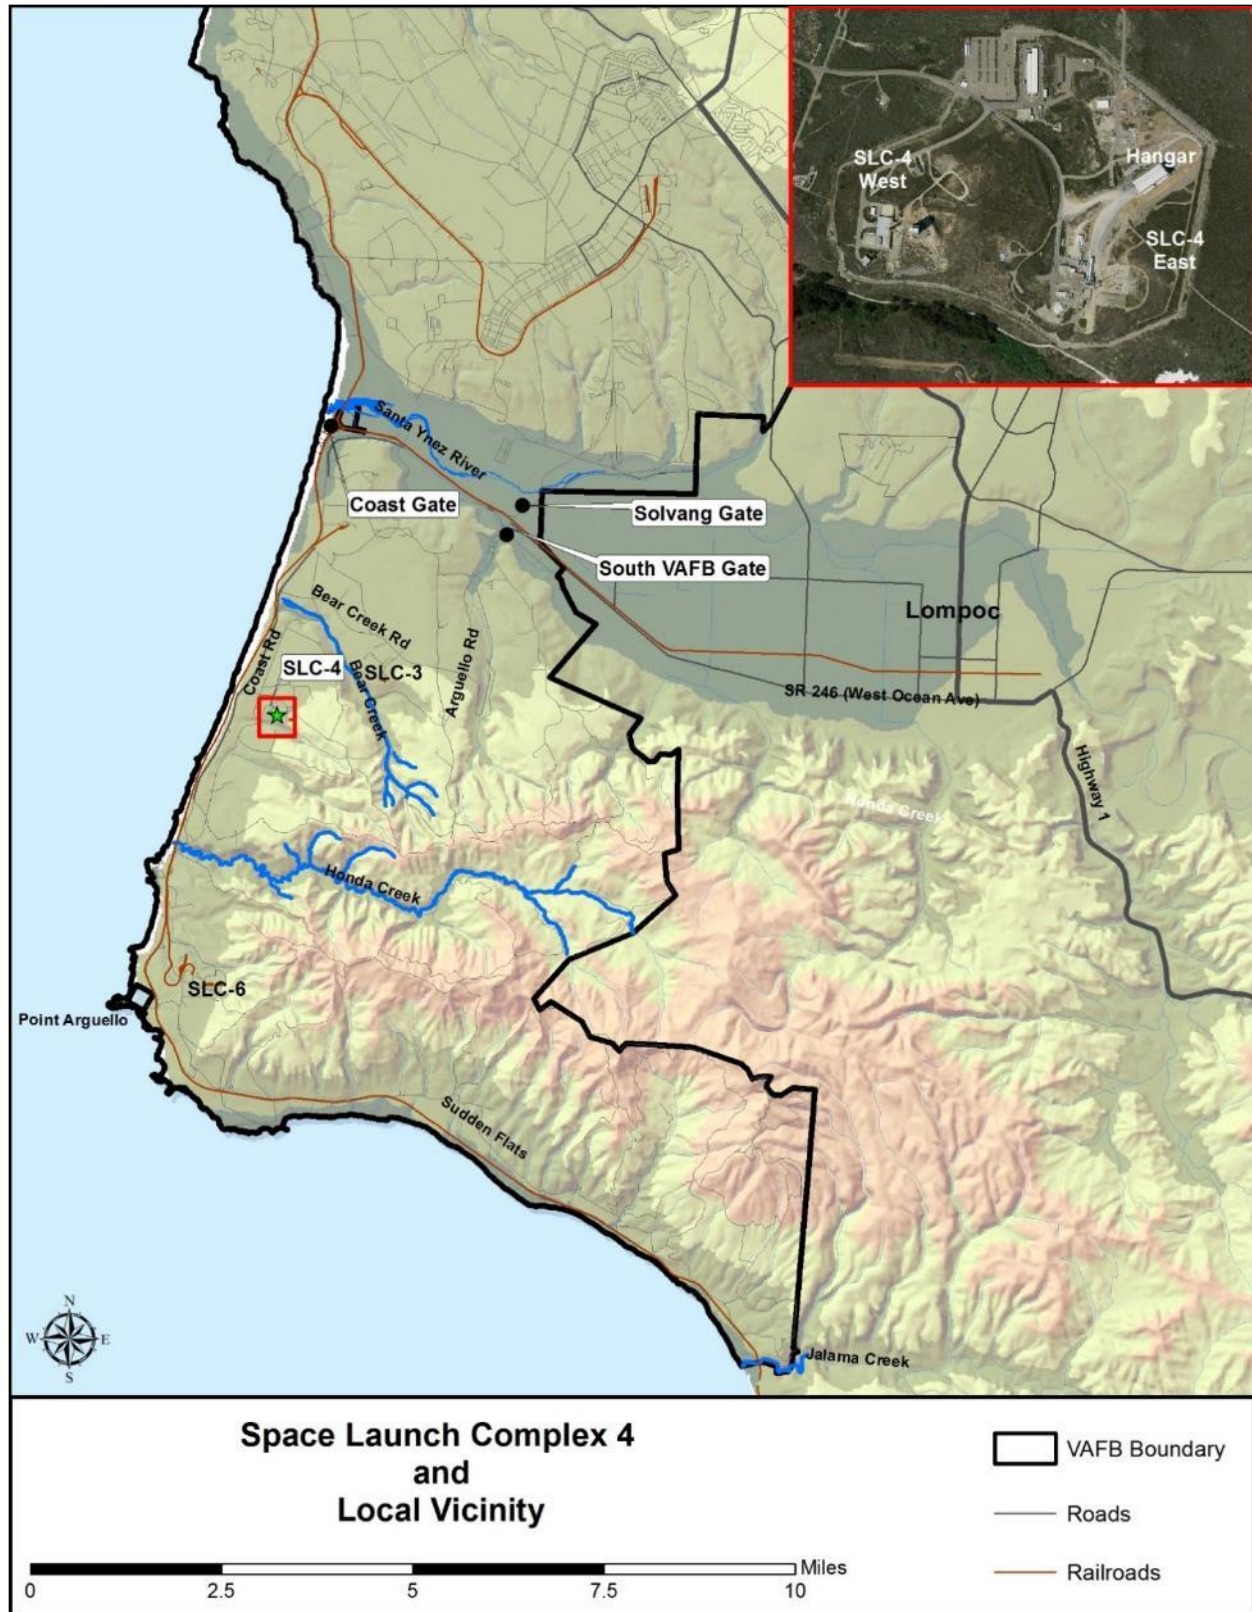 SLC-4
West
Hangar
SLC-4
East
Santa Ynez River
Coast Gate
Solvang Gate
South VAFB Gate
Bear Creek Rd
Lompoc
Coast Rd
SLC-4
SLC-3
Bear Creek
Arguello Rd
SR 246 (West Ocean Ave)
Highway 1
Honda Creek
Honda Creek
SLC-6
Point Arguello
Sudden Flats
N
W
E
S
Jalama Creek
Space Launch Complex 4
and
Local Vicinity
VAFB Boundary
Roads
Railroads
Miles
0 2.5 5 7.5 10